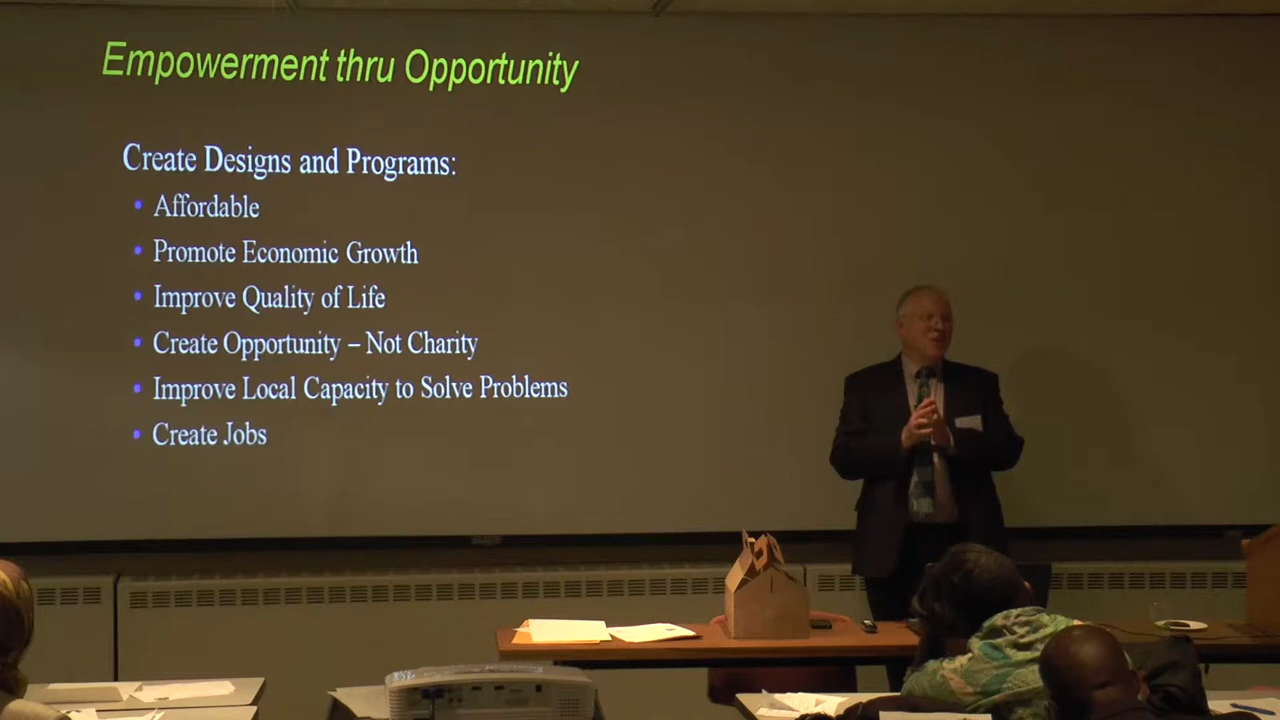 Empowerment thru Opportunity
Create Designs and Programs:
• Affordable
• Promote Economic Growth
• Improve Quality of Life
• Create Opportunity – Not Charity
• Improve Local Capacity to Solve Problems
• Create Jobs